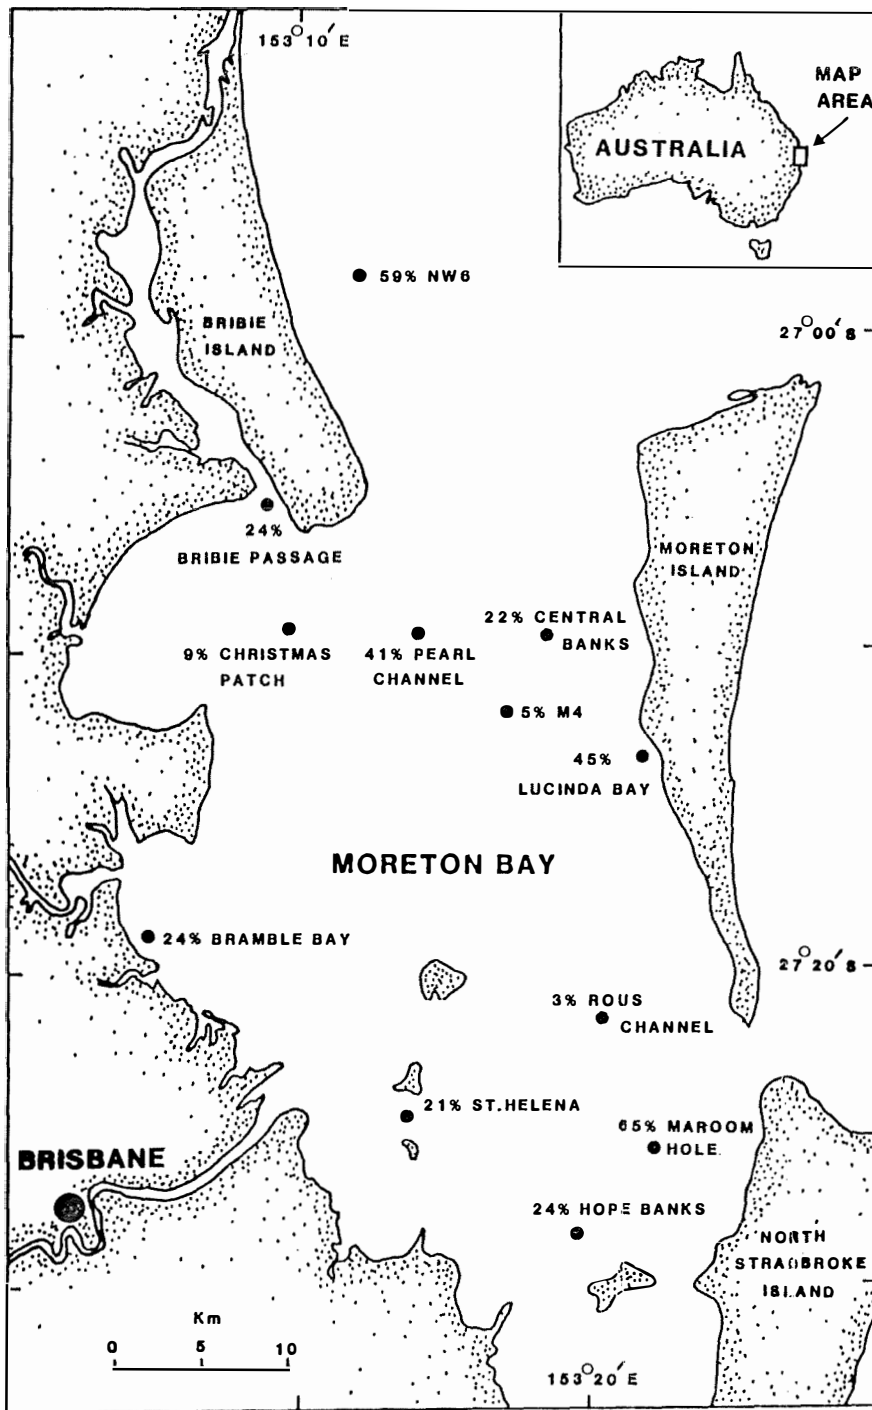 153° 10′ E
MAP
AREA
AUSTRALIA
59% NW6
BRIBIE
ISLAND
27° 00′ S
24%
BRIBIE PASSAGE
MORETON
ISLAND
22% CENTRAL
BANKS
9% CHRISTMAS
PATCH
41% PEARL
CHANNEL
5% M4
45%
LUCINDA BAY
MORETON BAY
24% BRAMBLE BAY
27° 20′ S
3% ROUS
CHANNEL
21% ST.HELENA
65% MAROOM
HOLE
BRISBANE
24% HOPE BANKS
NORTH
STRADBROKE
ISLAND
Km
0 5 10
153° 20′ E